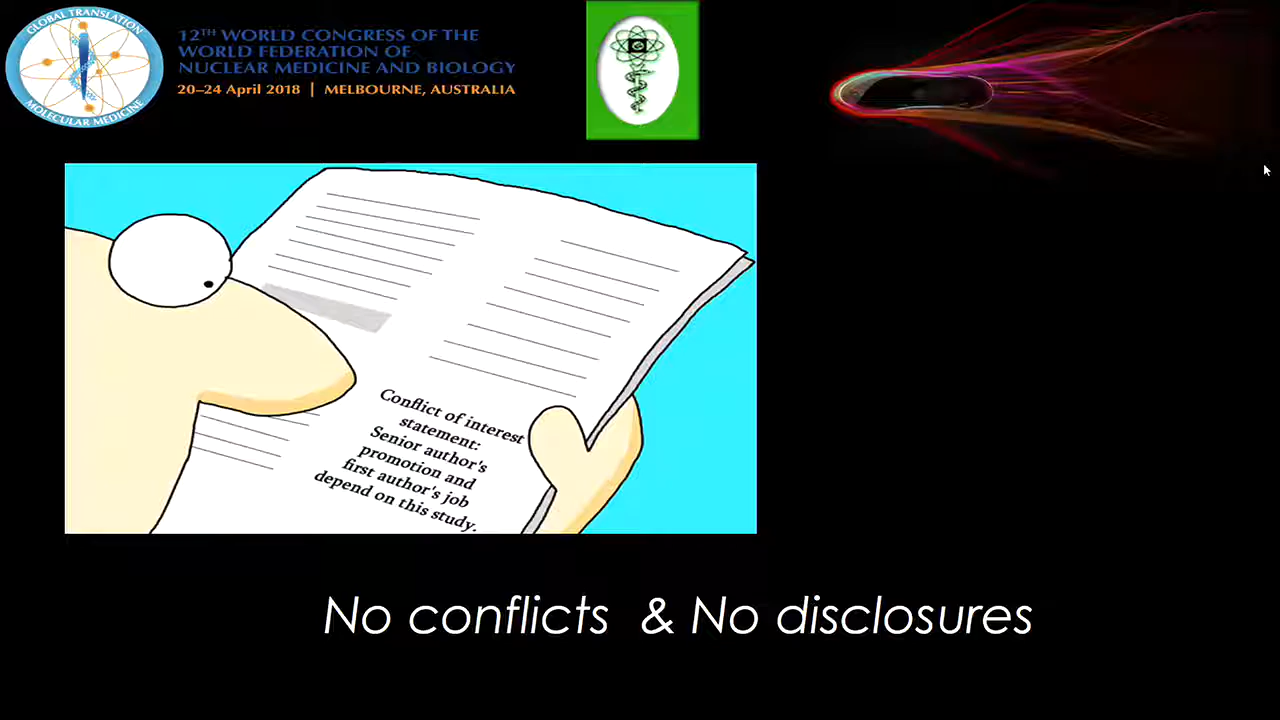 GLOBAL TRANSLATION
MOLECULAR MEDICINE
12TH WORLD CONGRESS OF THE
WORLD FEDERATION OF
NUCLEAR MEDICINE AND BIOLOGY
20–24 April 2018 | MELBOURNE, AUSTRALIA
Conflict of interest
statement:
Senior author's
promotion and
first author's job
depend on this study.
No conflicts & No disclosures